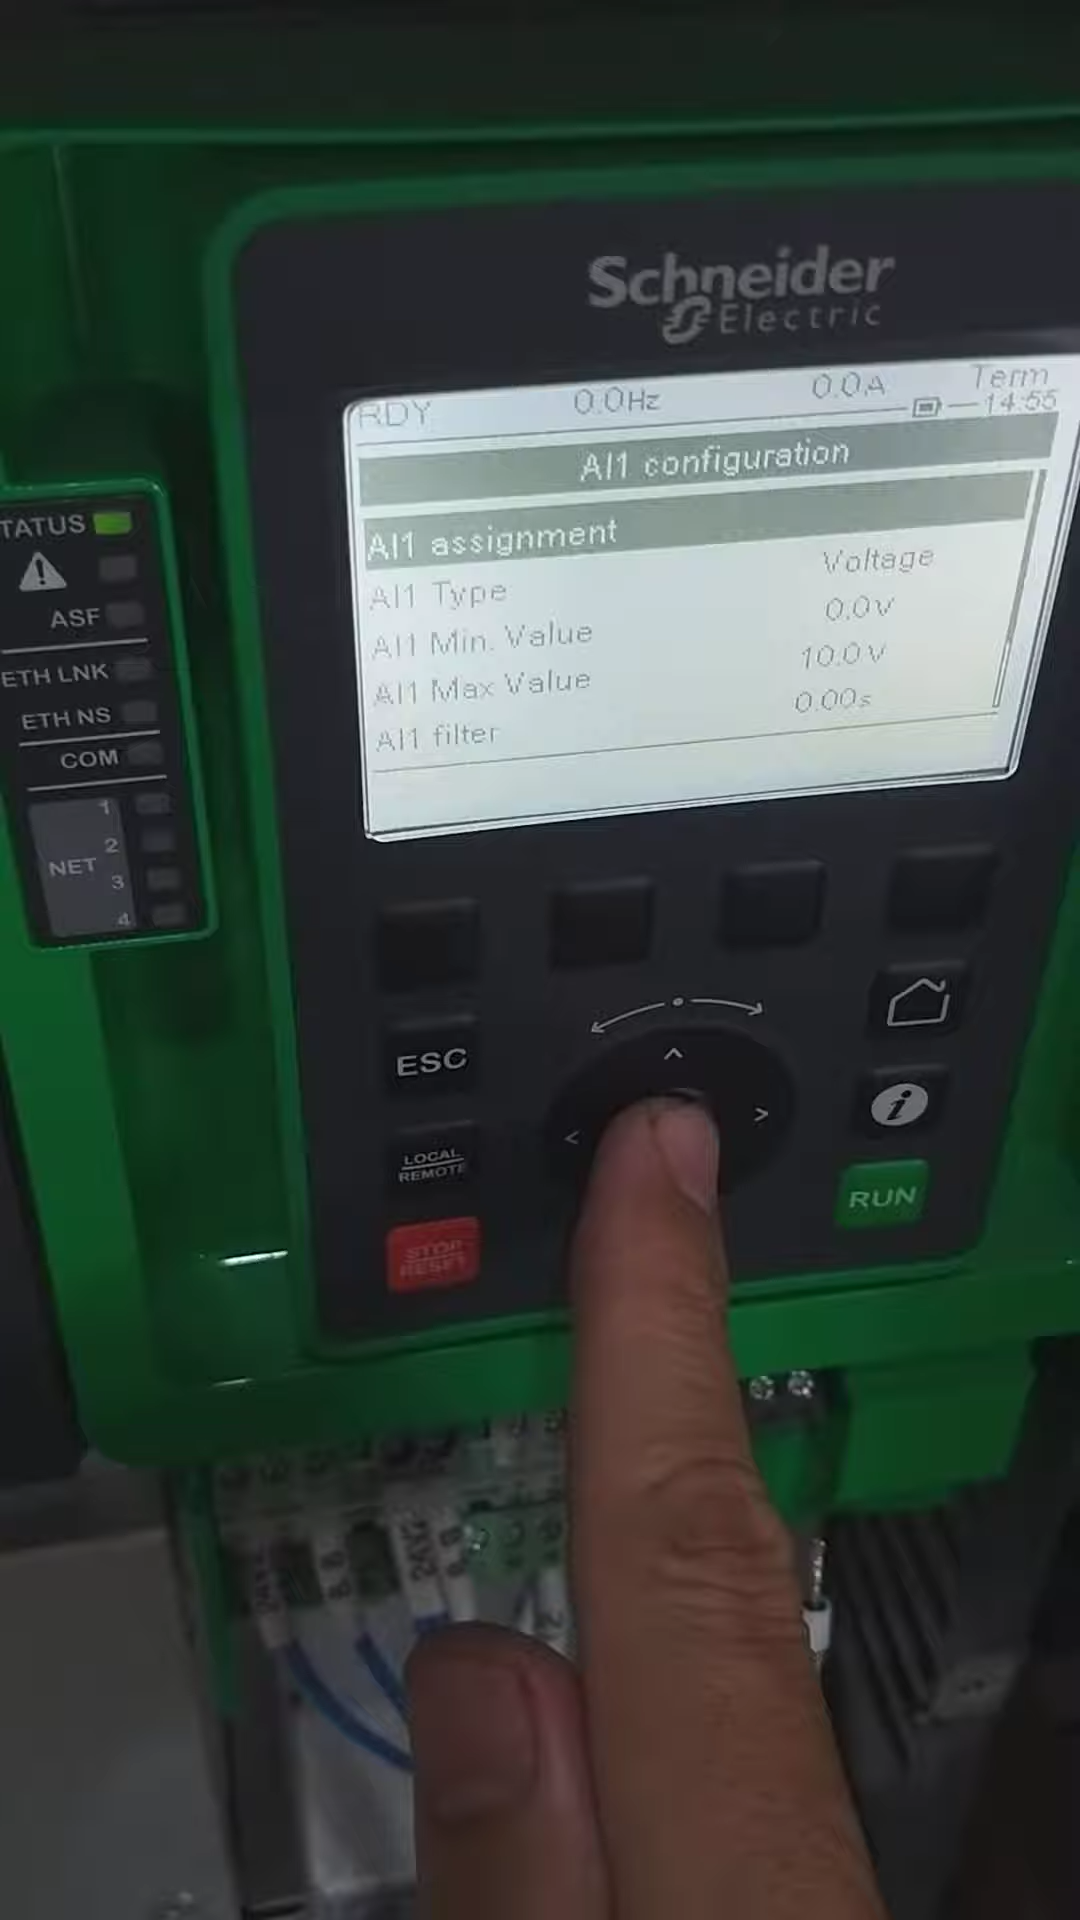 Schneider
Electric
RDY 0.0Hz 0.0A Term
14:55
AI1 configuration
AI1 assignment
AI1 Type Voltage
AI1 Min. Value 0.0V
AI1 Max Value 10.0V
AI1 filter 0.00s
TATUS
ASF
ETH LNK
ETH NS
COM
NET
1
2
3
4
ESC
LOCAL
REMOTE
STOP
RESET
RUN